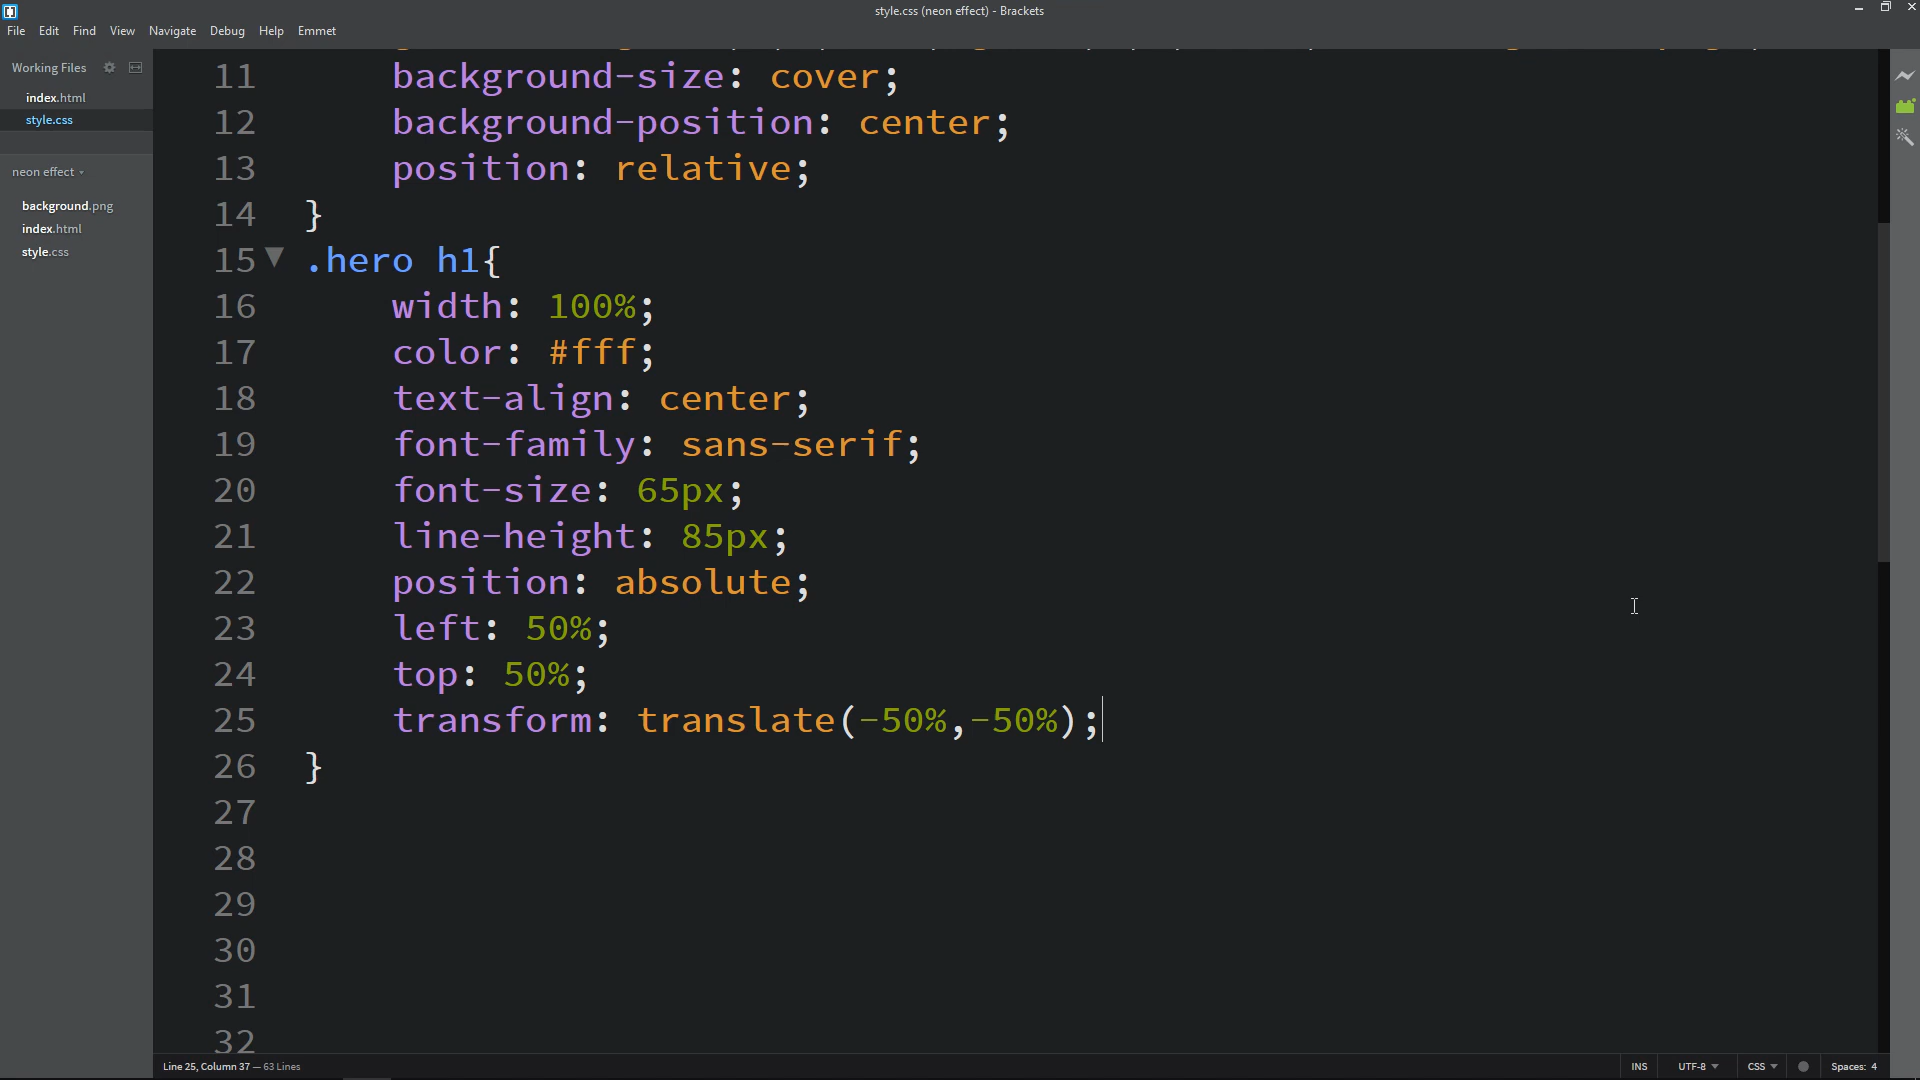 style.css (neon effect) - Brackets
File Edit Find View Navigate Debug Help Emmet
Working Files
index.html
style.css
neon effect
background.png
index.html
style.css
11 background-size: cover;
12 background-position: center;
13 position: relative;
14 }
15 .hero h1{
16 width: 100%;
17 color: #fff;
18 text-align: center;
19 font-family: sans-serif;
20 font-size: 65px;
21 line-height: 85px;
22 position: absolute;
23 left: 50%;
24 top: 50%;
25 transform: translate(-50%,-50%);
26 }
27
28
29
30
31
32
Line 25, Column 37 — 63 Lines
INS UTF-8 CSS Spaces: 4